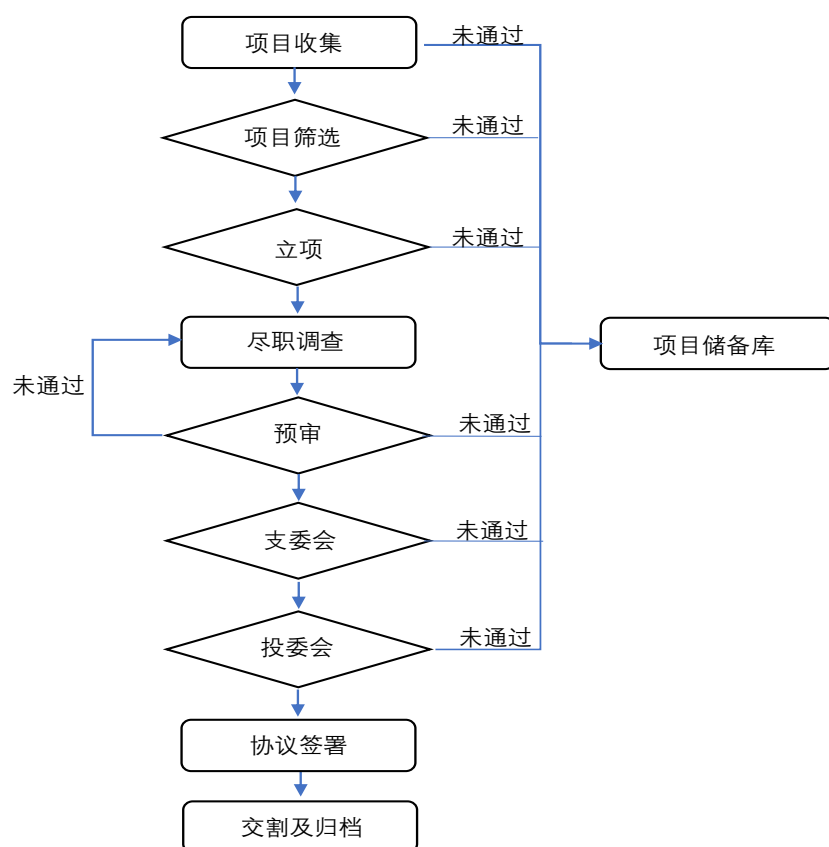 项目收集
未通过
项目筛选
未通过
立项
未通过
尽职调查
项目储备库
未通过
预审
未通过
支委会
未通过
投委会
未通过
协议签署
交割及归档